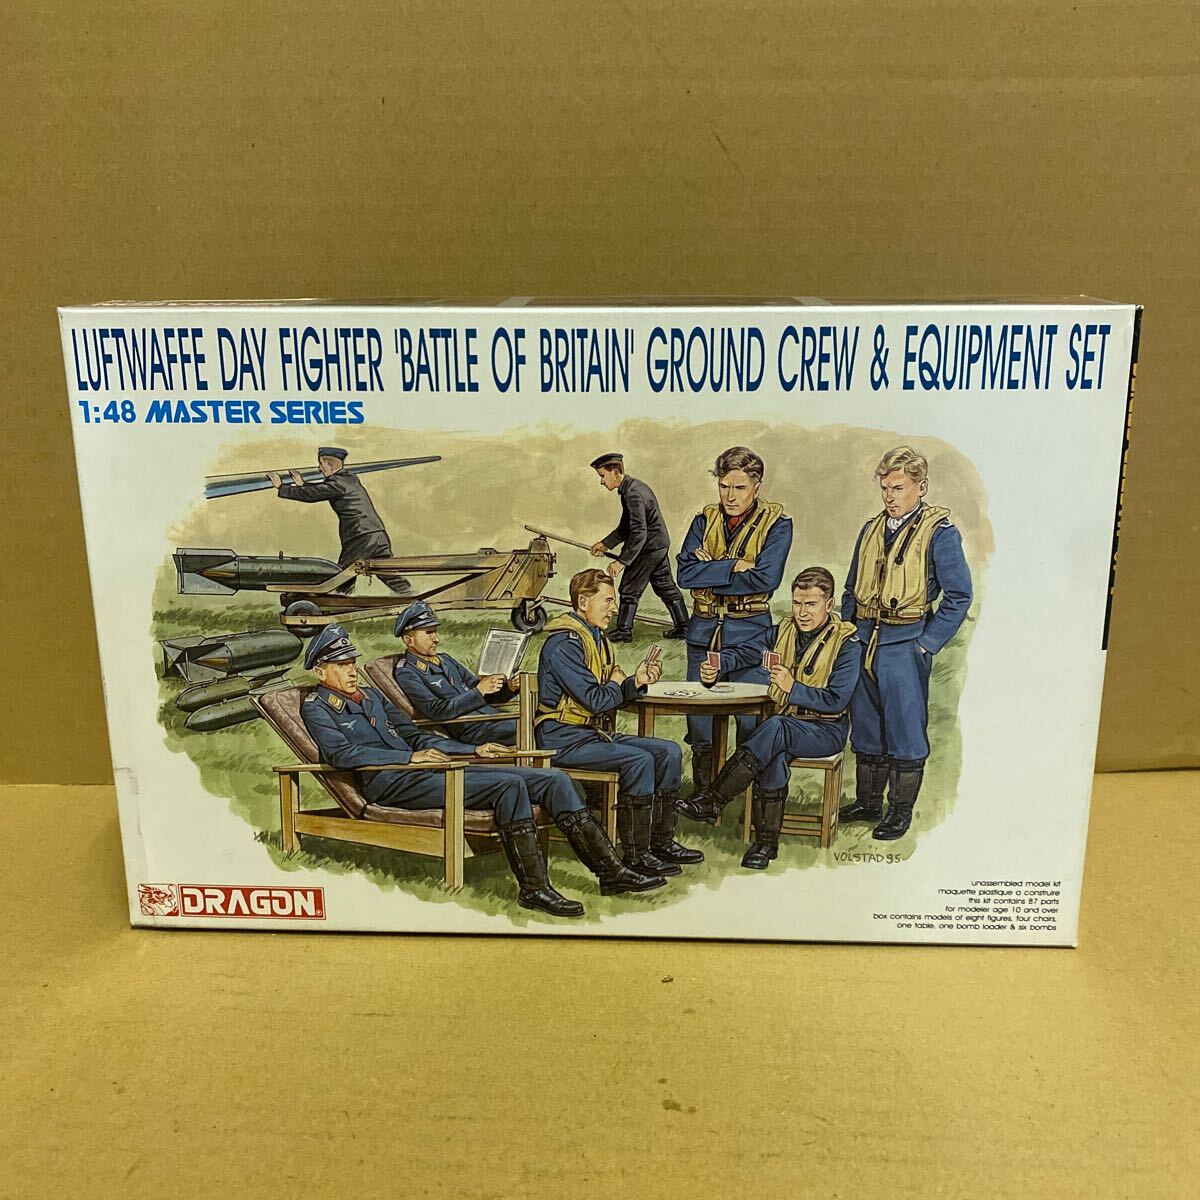 LUFTWAFFE DAY FIGHTER 'BATTLE OF BRITAIN' GROUND CREW & EQUIPMENT SET
1:48 MASTER SERIES
VOLSTAD 95
DRAGON®
unassembled model kit
maquette plastique a construire
this kit contains 87 parts
for modeler age 10 and over
box contains models of eight figures, four chairs,
one table, one bomb loader & six bombs